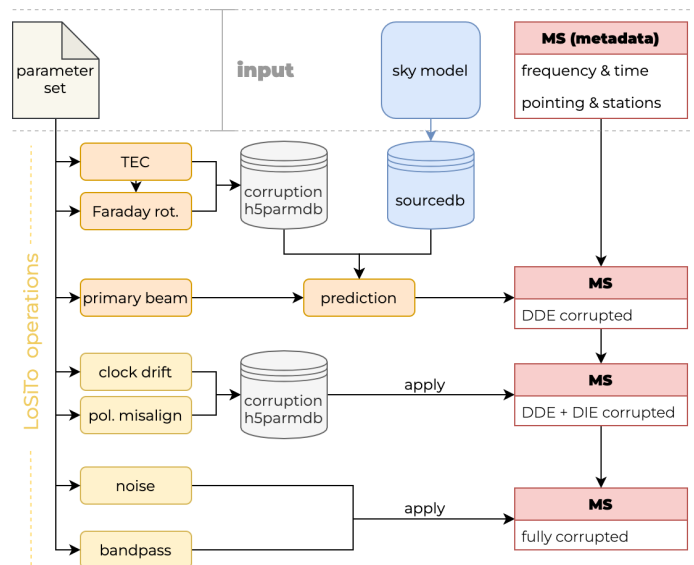 parameter
set
input
sky model
MS (metadata)
frequency & time
pointing & stations
LoSiTo operations
TEC
Faraday rot.
corruption
h5parmdb
sourcedb
primary beam
prediction
MS
DDE corrupted
clock drift
pol. misalign
corruption
h5parmdb
apply
MS
DDE + DIE corrupted
noise
bandpass
apply
MS
fully corrupted